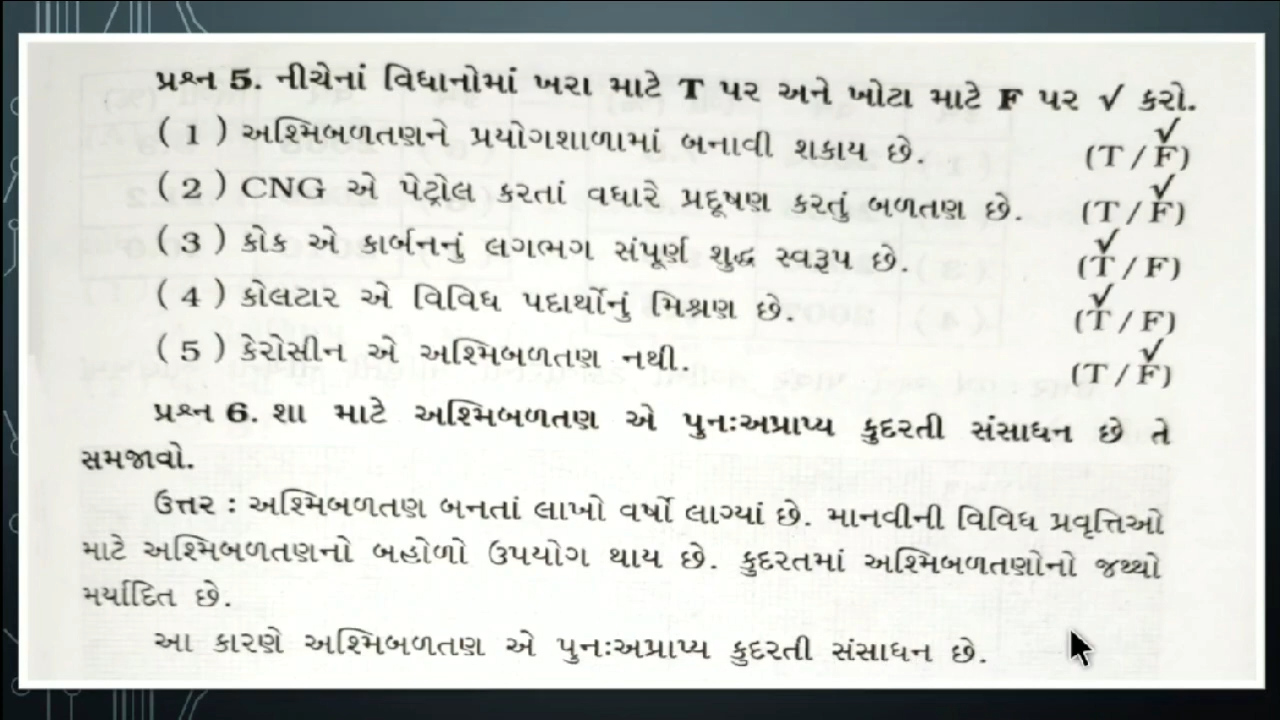 પ્રશ્ન 5. નીચેનાં વિધાનોમાં ખરા માટે T પર અને ખોટા માટે F પર ✓ કરો.
( 1 ) અશ્મિબળતણને પ્રયોગશાળામાં બનાવી શકાય છે. (T / F✓)
( 2 ) CNG એ પેટ્રોલ કરતાં વધારે પ્રદૂષણ કરતું બળતણ છે. (T / F✓)
( 3 ) કોક એ કાર્બનનું લગભગ સંપૂર્ણ શુદ્ધ સ્વરૂપ છે. (T✓ / F)
( 4 ) કોલટાર એ વિવિધ પદાર્થોનું મિશ્રણ છે. (T✓ / F)
( 5 ) કેરોસીન એ અશ્મિબળતણ નથી. (T / F✓)
પ્રશ્ન 6. શા માટે અશ્મિબળતણ એ પુનઃઅપ્રાપ્ય કુદરતી સંસાધન છે તે
સમજાવો.
ઉત્તર : અશ્મિબળતણ બનતાં લાખો વર્ષો લાગ્યાં છે. માનવીની વિવિધ પ્રવૃત્તિઓ
માટે અશ્મિબળતણનો બહોળો ઉપયોગ થાય છે. કુદરતમાં અશ્મિબળતણોનો જથ્થો
મર્યાદિત છે.
આ કારણે અશ્મિબળતણ એ પુનઃઅપ્રાપ્ય કુદરતી સંસાધન છે.